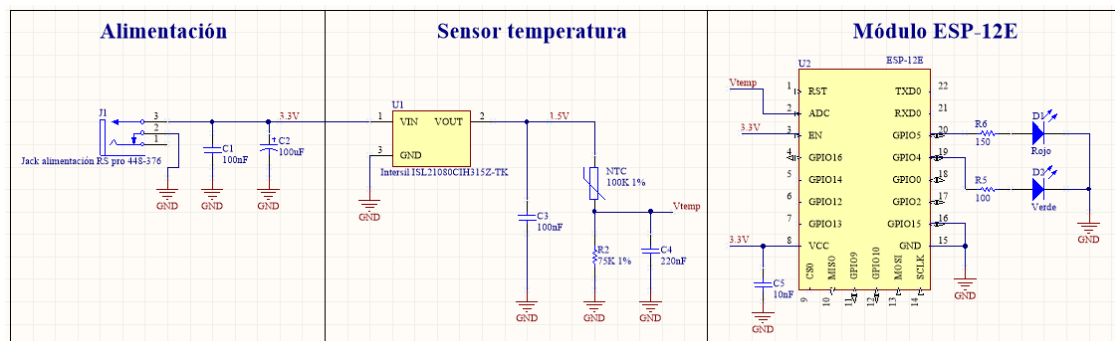 Alimentación
J1
3
2
1
Jack alimentación RS pro 448-376
GND
C1
100nF
GND
3.3V
C2
100uF
GND
Sensor temperatura
U1
1
VIN
VOUT
2
3
GND
Intersil ISL21080CIH315Z-TK
GND
1.5V
C3
100nF
GND
NTC
100K 1%
Vtemp
R2
75K 1%
GND
C4
220nF
GND
Módulo ESP-12E
U2
ESP-12E
Vtemp
3.3V
1 RST
2 ADC
3 EN
4 GPIO16
5 GPIO14
6 GPIO12
7 GPIO13
8 VCC
3.3V
C5
10nF
GND
TXD0 22
RXD0 21
GPIO5 20
GPIO4 19
GPIO0 18
GPIO2 17
GPIO15 16
GND 15
CS0
MISO
GPIO9
GPIO10
MOSI
SCLK
9
10
11
12
13
14
GND
R6
150
D1
Rojo
R5
100
D2
Verde
GND